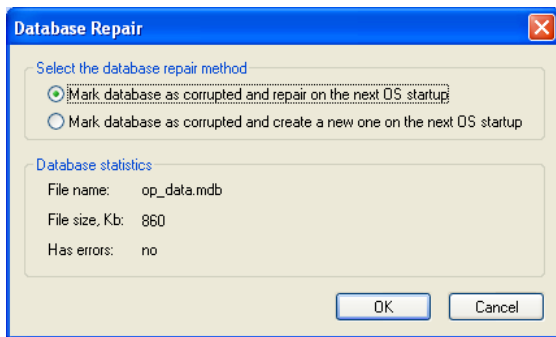 Database Repair
Select the database repair method
Mark database as corrupted and repair on the next OS startup
Mark database as corrupted and create a new one on the next OS startup
Database statistics
File name: op_data.mdb
File size, Kb: 860
Has errors: no
OK Cancel